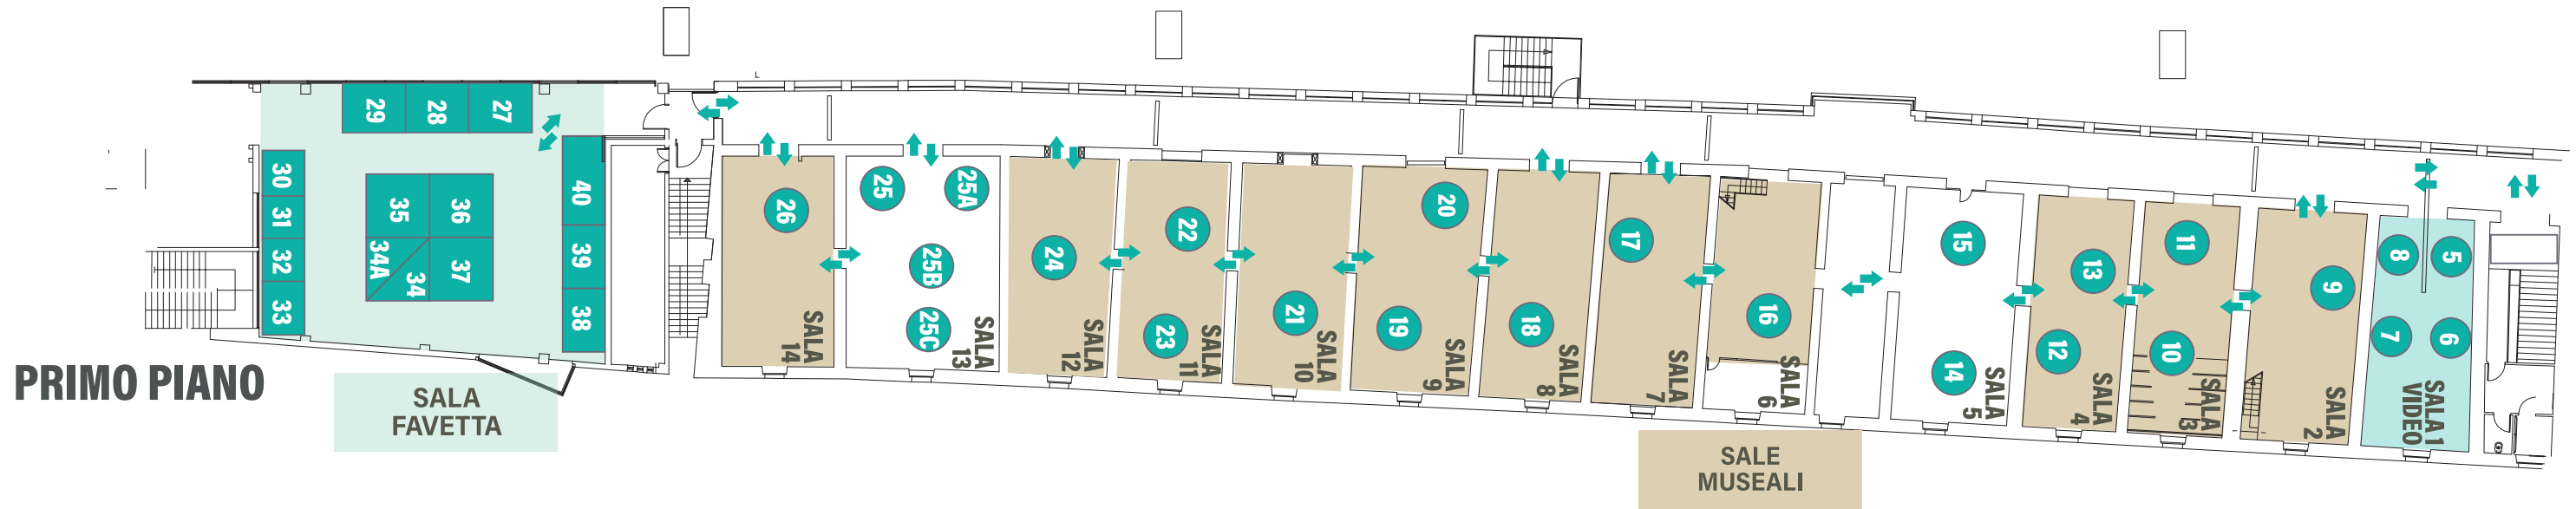 L
29
28
27
30
31
32
33
35
36
34A
34
37
40
39
38
26
SALA
14
25
25A
25B
25C
SALA
13
24
SALA
12
22
23
SALA
11
21
SALA
10
20
19
SALA
9
18
SALA
8
17
SALA
7
16
SALA
6
15
14
SALA
5
13
12
SALA
4
11
10
SALA
3
9
SALA
2
8
5
7
6
SALA 1
VIDEO
PRIMO PIANO
SALA
FAVETTA
SALE
MUSEALI